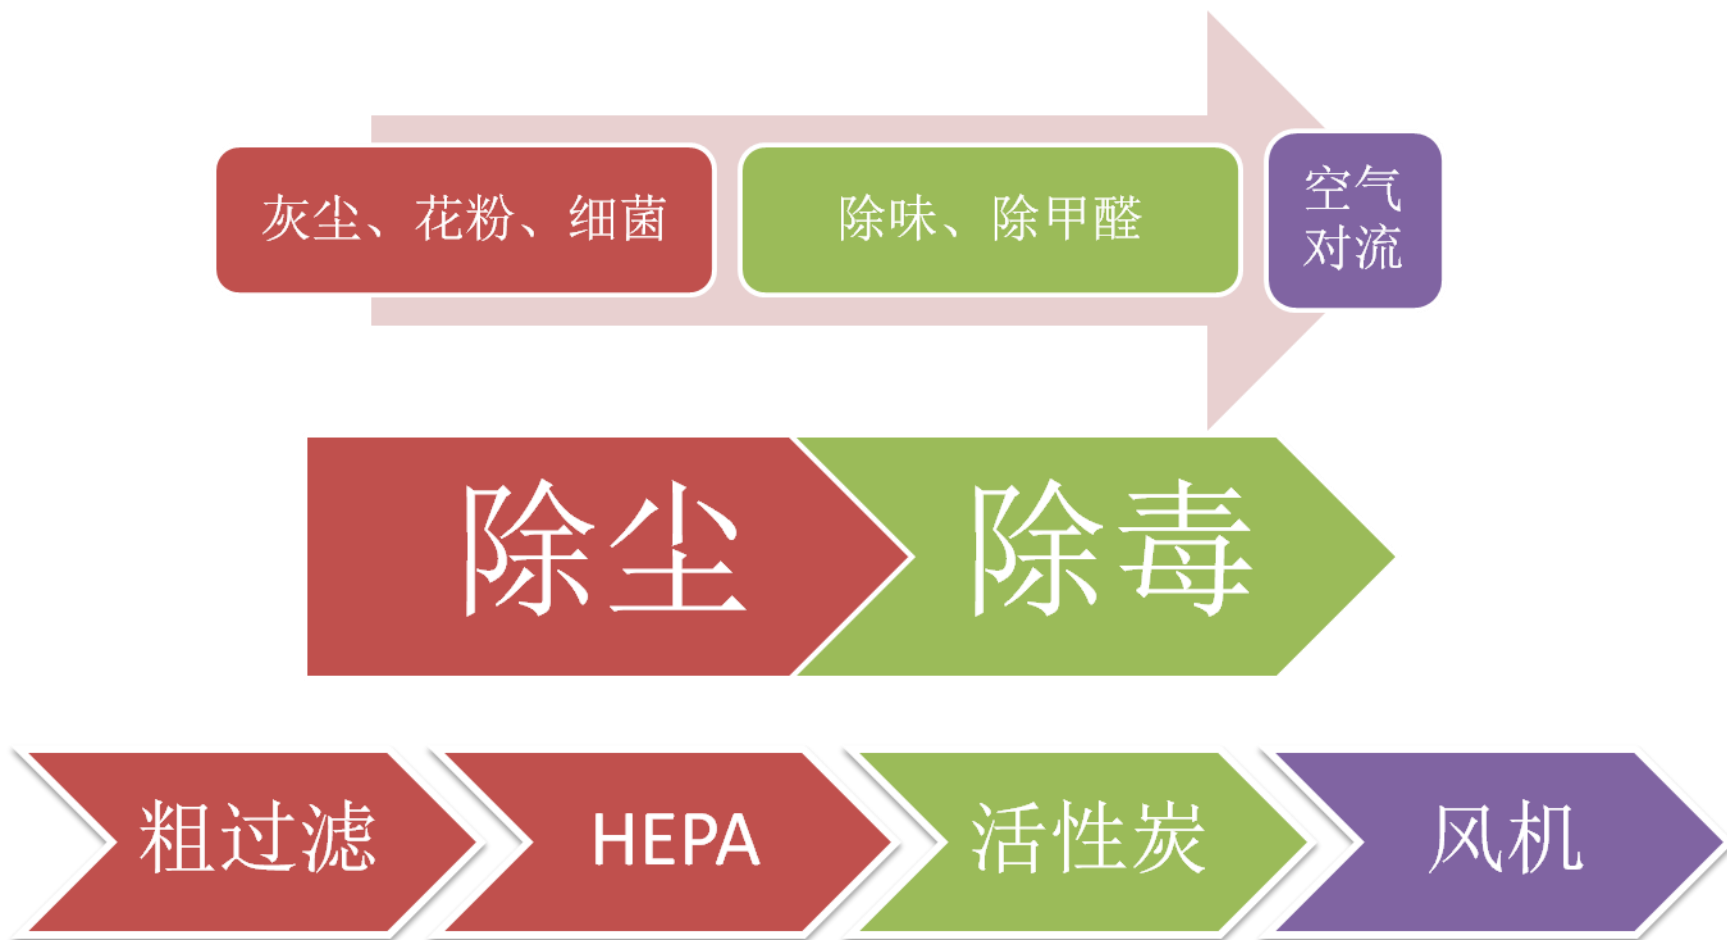 灰尘、花粉、细菌
除味、除甲醛
空气
对流
除尘
除毒
粗过滤
HEPA
活性炭
风机